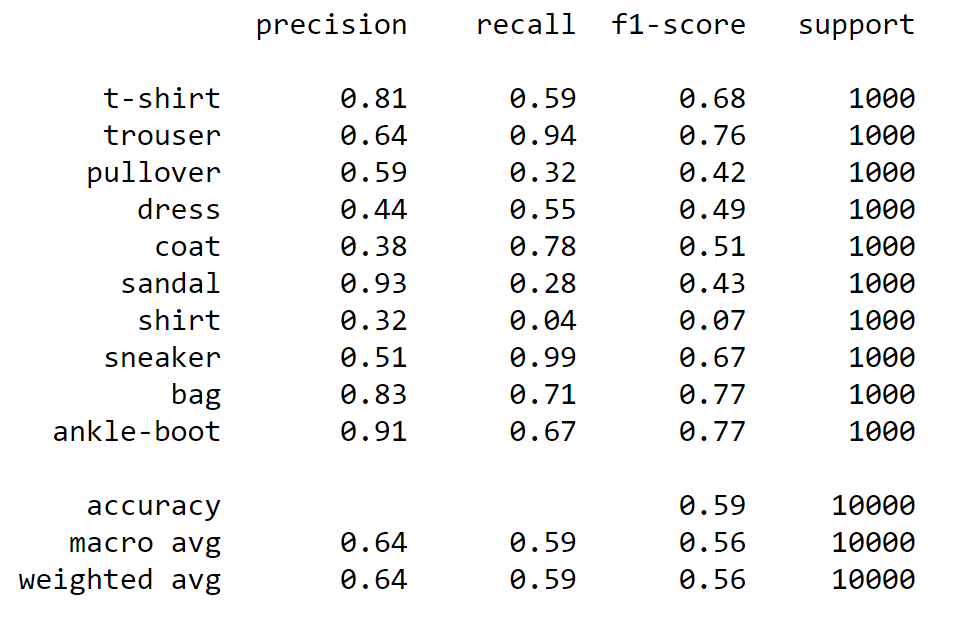 precision recall f1-score support
t-shirt 0.81 0.59 0.68 1000
trouser 0.64 0.94 0.76 1000
pullover 0.59 0.32 0.42 1000
dress 0.44 0.55 0.49 1000
coat 0.38 0.78 0.51 1000
sandal 0.93 0.28 0.43 1000
shirt 0.32 0.04 0.07 1000
sneaker 0.51 0.99 0.67 1000
bag 0.83 0.71 0.77 1000
ankle-boot 0.91 0.67 0.77 1000
accuracy 0.59 10000
macro avg 0.64 0.59 0.56 10000
weighted avg 0.64 0.59 0.56 10000